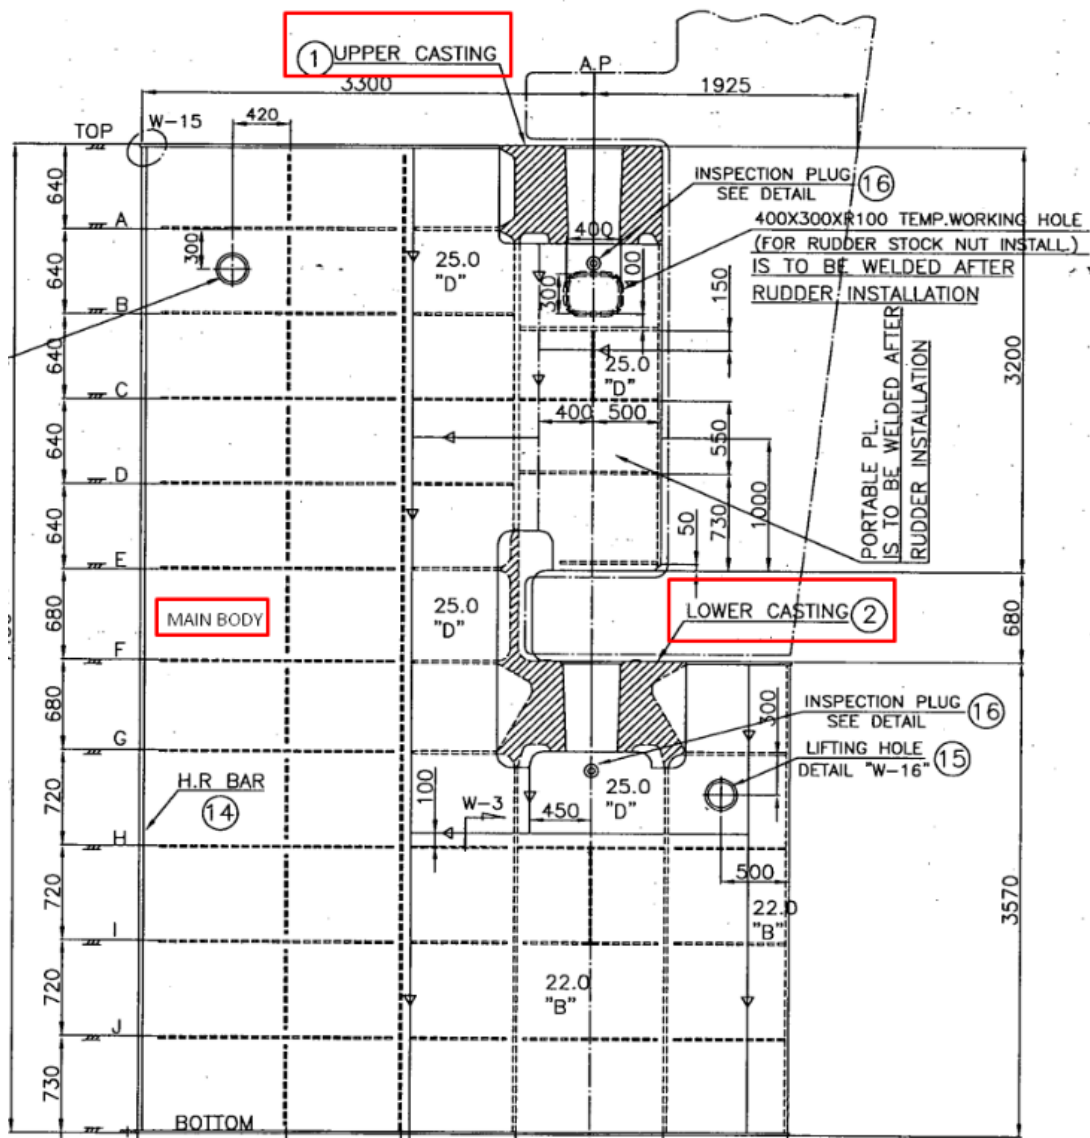 1 UPPER CASTING
A.P
3300
1925
TOP
W-15
420
INSPECTION PLUG 16
SEE DETAIL
400X300XR100 TEMP.WORKING HOLE
(FOR RUDDER STOCK NUT INSTALL.)
IS TO BE WELDED AFTER
RUDDER INSTALLATION
640
A
300
25.0
"D"
400
300
150
640
B
640
C
25.0
"D"
400
500
3200
PORTABLE PL.
IS TO BE WELDED AFTER
RUDDER INSTALLATION
640
D
550
1000
730
50
640
E
MAIN BODY
25.0
"D"
LOWER CASTING 2
680
680
F
INSPECTION PLUG 16
SEE DETAIL
300
680
G
LIFTING HOLE 15
DETAIL "W-16"
H.R BAR
14
100
W-3
450
25.0
"D"
720
H
500
22.0
"B"
3570
720
I
22.0
"B"
720
J
730
BOTTOM